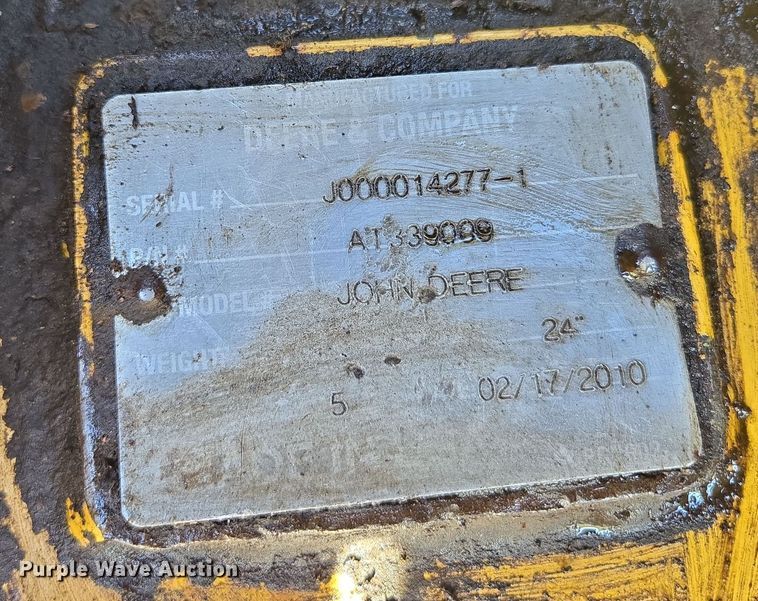 MANUFACTURED FOR
DEERE & COMPANY
SERIAL # J000014277-1
P/N # AT339099
MODEL # JOHN DEERE
WEIGHT 24"
5 02/17/2010
Purple Wave Auction